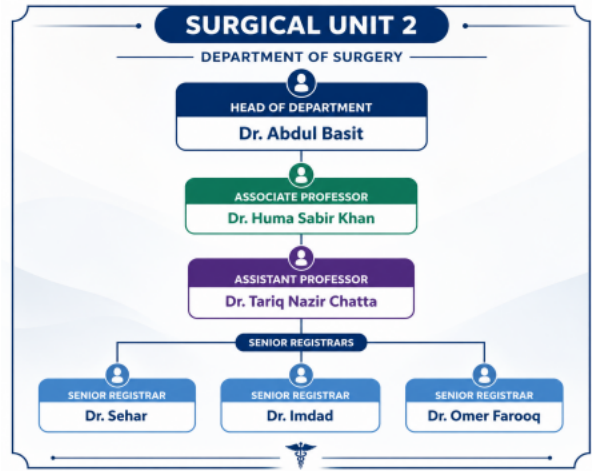 SURGICAL UNIT 2
DEPARTMENT OF SURGERY
HEAD OF DEPARTMENT
Dr. Abdul Basit
ASSOCIATE PROFESSOR
Dr. Huma Sabir Khan
ASSISTANT PROFESSOR
Dr. Tariq Nazir Chatta
SENIOR REGISTRARS
SENIOR REGISTRAR
Dr. Sehar
SENIOR REGISTRAR
Dr. Imdad
SENIOR REGISTRAR
Dr. Omer Farooq